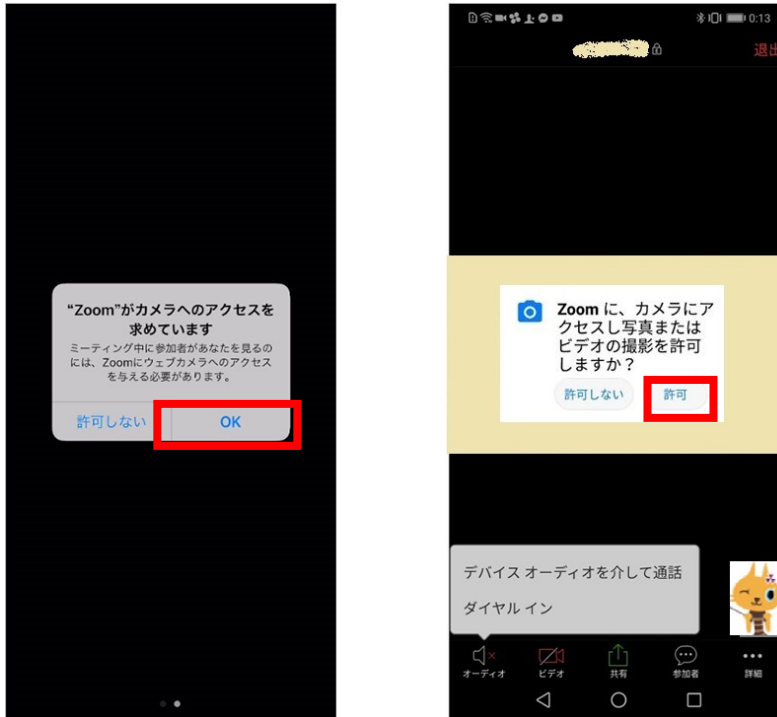 “Zoom”がカメラへのアクセスを
求めています
ミーティング中に参加者があなたを見るの
には、Zoomにウェブカメラへのアクセス
を与える必要があります。
許可しない
OK
0:13
退出
Zoom に、カメラにア
クセスし写真または
ビデオの撮影を許可
しますか？
許可しない
許可
デバイス オーディオを介して通話
ダイヤル イン
オーディオ
ビデオ
共有
参加者
詳細